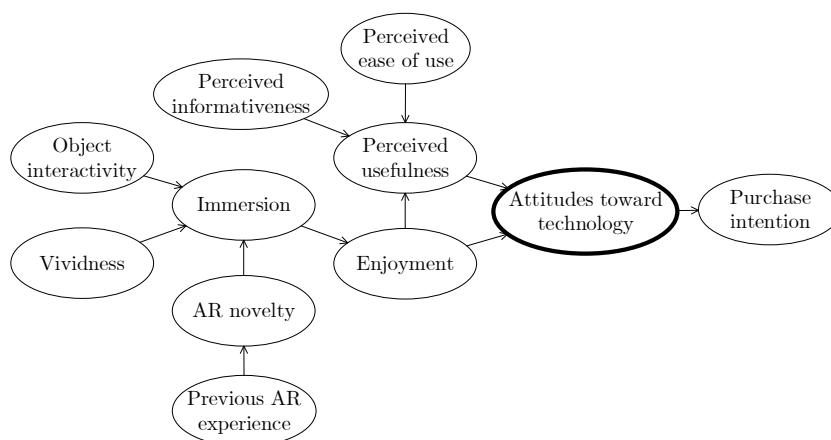 Perceived
ease of use
Perceived
informativeness
Object
interactivity
Perceived
usefulness
Immersion
Attitudes toward
technology
Purchase
intention
Vividness
Enjoyment
AR novelty
Previous AR
experience